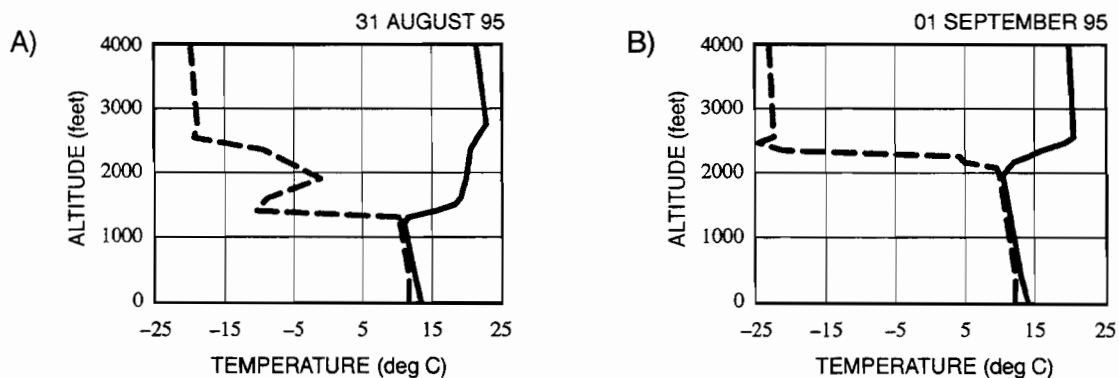 A)
31 AUGUST 95
4000
3000
2000
1000
0
ALTITUDE (feet)
−25 −15 −5 5 15 25
TEMPERATURE (deg C)
B)
01 SEPTEMBER 95
4000
3000
2000
1000
0
ALTITUDE (feet)
−25 −15 −5 5 15 25
TEMPERATURE (deg C)